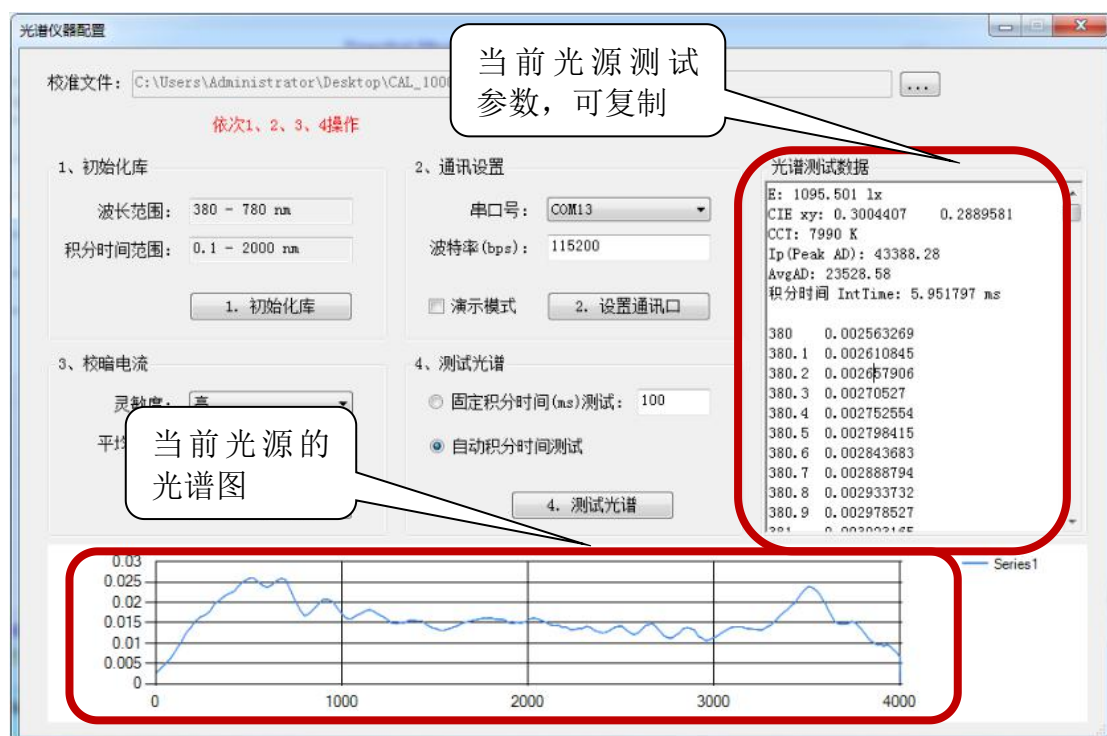 光谱仪器配置
当前光源测试
参数，可复制
校准文件： C:\Users\Administrator\Desktop\CAL_100
...
依次1、2、3、4操作
1、初始化库
波长范围： 380 - 780 nm
积分时间范围： 0.1 - 2000 nm
1. 初始化库
2、通讯设置
串口号： COM13
波特率(bps)： 115200
演示模式
2. 设置通讯口
3、校暗电流
灵敏度： 高
当前光源的
光谱图
4、测试光谱
固定积分时间(ms)测试： 100
自动积分时间测试
4. 测试光谱
光谱测试数据
E: 1095.501 lx
CIE xy: 0.3004407 0.2889581
CCT: 7990 K
Ip(Peak AD): 43388.28
AvgAD: 23528.58
积分时间 IntTime: 5.951797 ms
380 0.002563269
380.1 0.002610845
380.2 0.002657906
380.3 0.00270527
380.4 0.002752554
380.5 0.002798415
380.6 0.002843683
380.7 0.002888794
380.8 0.002933732
380.9 0.002978527
0.03
0.025
0.02
0.015
0.01
0.005
0
0 1000 2000 3000 4000
Series1